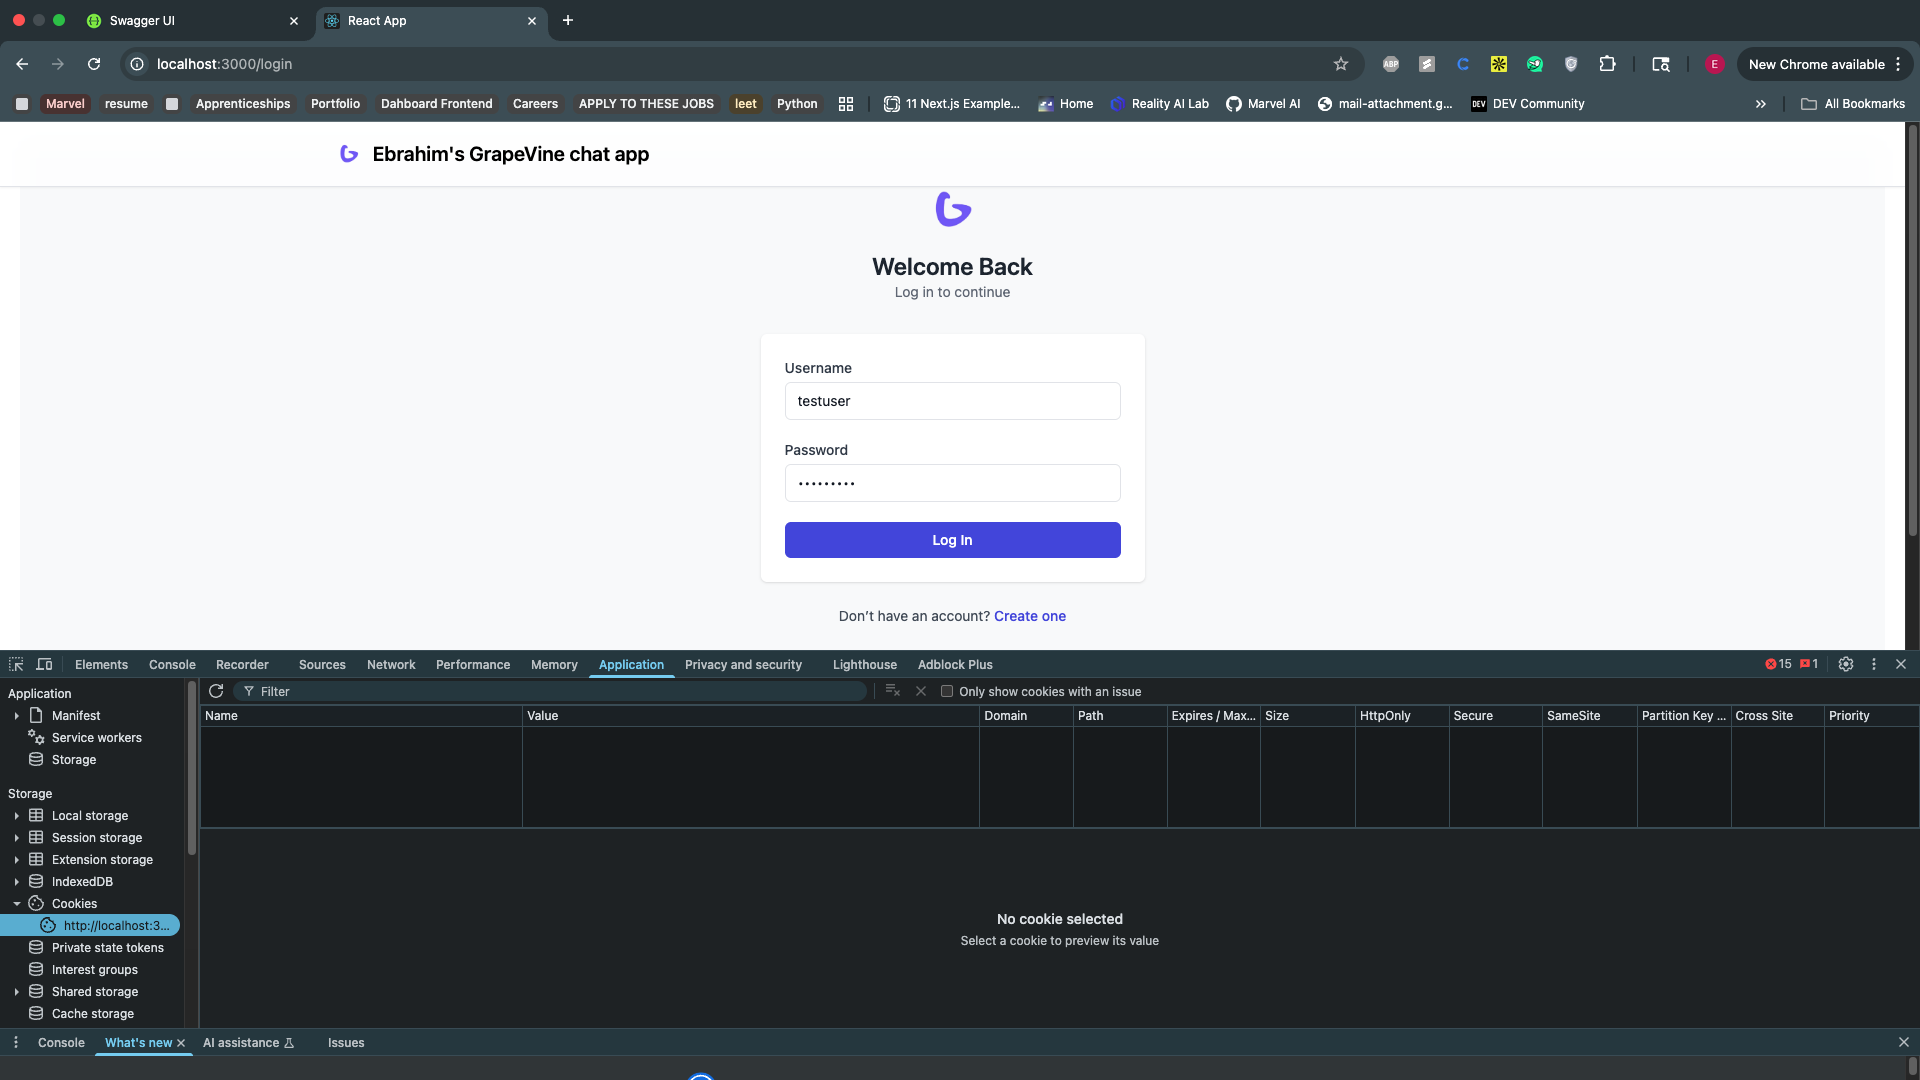 Swagger UI
React App
localhost:3000/login
ABP
E
New Chrome available
Marvel
resume
Apprenticeships
Portfolio
Dahboard Frontend
Careers
APPLY TO THESE JOBS
leet
Python
11 Next.js Example...
Home
Reality AI Lab
Marvel AI
mail-attachment.g...
DEV
DEV Community
All Bookmarks
Ebrahim's GrapeVine chat app
Welcome Back
Log in to continue
Username
testuser
Password
Log In
Don’t have an account? Create one
Elements
Console
Recorder
Sources
Network
Performance
Memory
Application
Privacy and security
Lighthouse
Adblock Plus
15
1
Application
Manifest
Service workers
Storage
Storage
Local storage
Session storage
Extension storage
IndexedDB
Cookies
http://localhost:3...
Private state tokens
Interest groups
Shared storage
Cache storage
Filter
Only show cookies with an issue
Name
Value
Domain
Path
Expires / Max...
Size
HttpOnly
Secure
SameSite
Partition Key ...
Cross Site
Priority
No cookie selected
Select a cookie to preview its value
Console
What's new
AI assistance
Issues